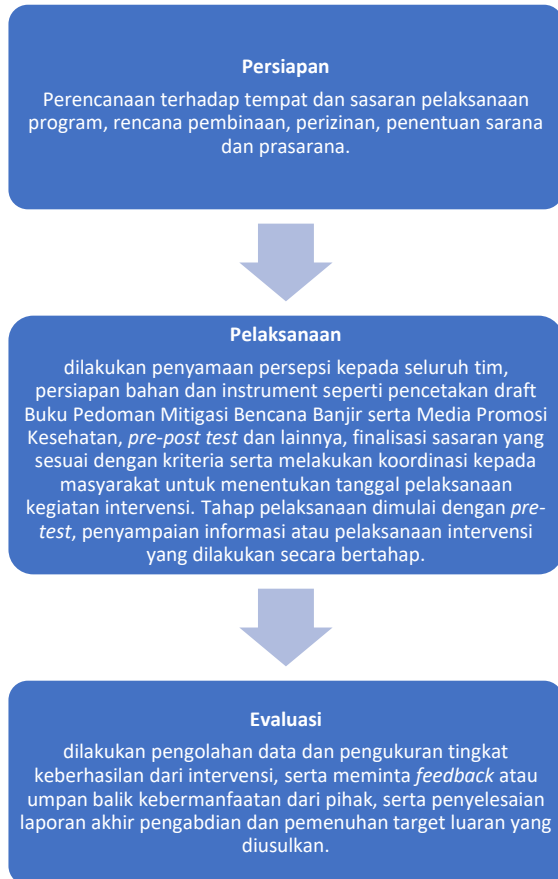 Persiapan
Perencanaan terhadap tempat dan sasaran pelaksanaan
program, rencana pembinaan, perizinan, penentuan sarana
dan prasarana.
Pelaksanaan
dilakukan penyamaan persepsi kepada seluruh tim,
persiapan bahan dan instrument seperti pencetakan draft
Buku Pedoman Mitigasi Bencana Banjir serta Media Promosi
Kesehatan, pre-post test dan lainnya, finalisasi sasaran yang
sesuai dengan kriteria serta melakukan koordinasi kepada
masyarakat untuk menentukan tanggal pelaksanaan
kegiatan intervensi. Tahap pelaksanaan dimulai dengan pre-
test, penyampaian informasi atau pelaksanaan intervensi
yang dilakukan secara bertahap.
Evaluasi
dilakukan pengolahan data dan pengukuran tingkat
keberhasilan dari intervensi, serta meminta feedback atau
umpan balik kebermanfaatan dari pihak, serta penyelesaian
laporan akhir pengabdian dan pemenuhan target luaran yang
diusulkan.